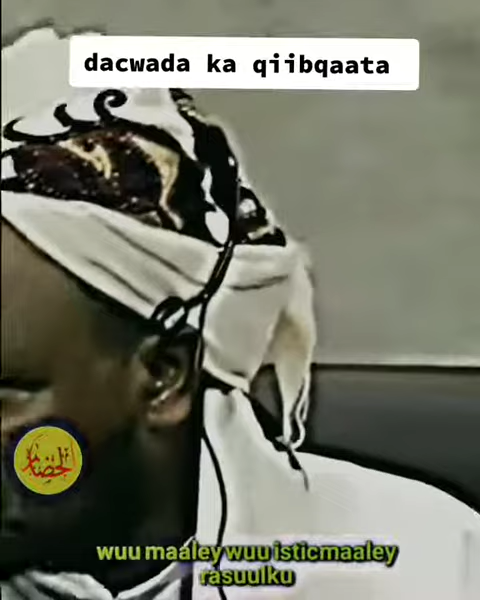 dacwada ka qiibqaata
wuu maaley wuu isticmaaley
rasuulku